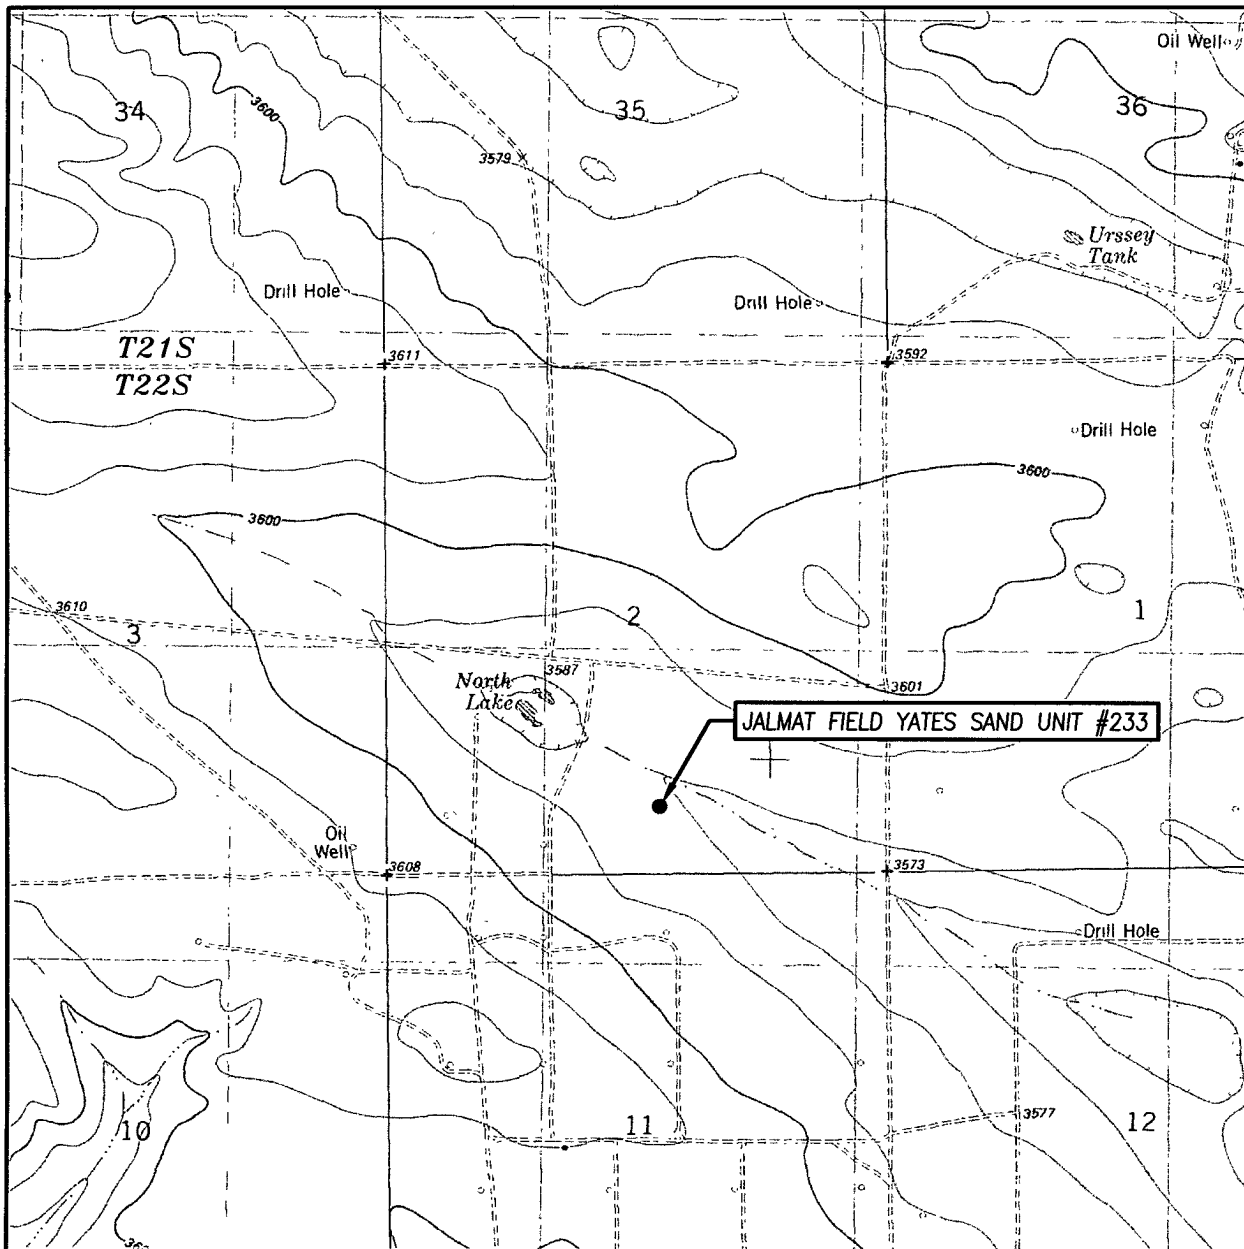 Oil Well
34
3600
35
36
3579
Urssey
Tank
Drill Hole
Drill Hole
T21S
3611
3592
T22S
Drill Hole
3600
3600
3610
3
2
1
3587
North
Lake
3601
JALMAT FIELD YATES SAND UNIT #233
Oil
Well
3608
3573
Drill Hole
3577
10
11
12